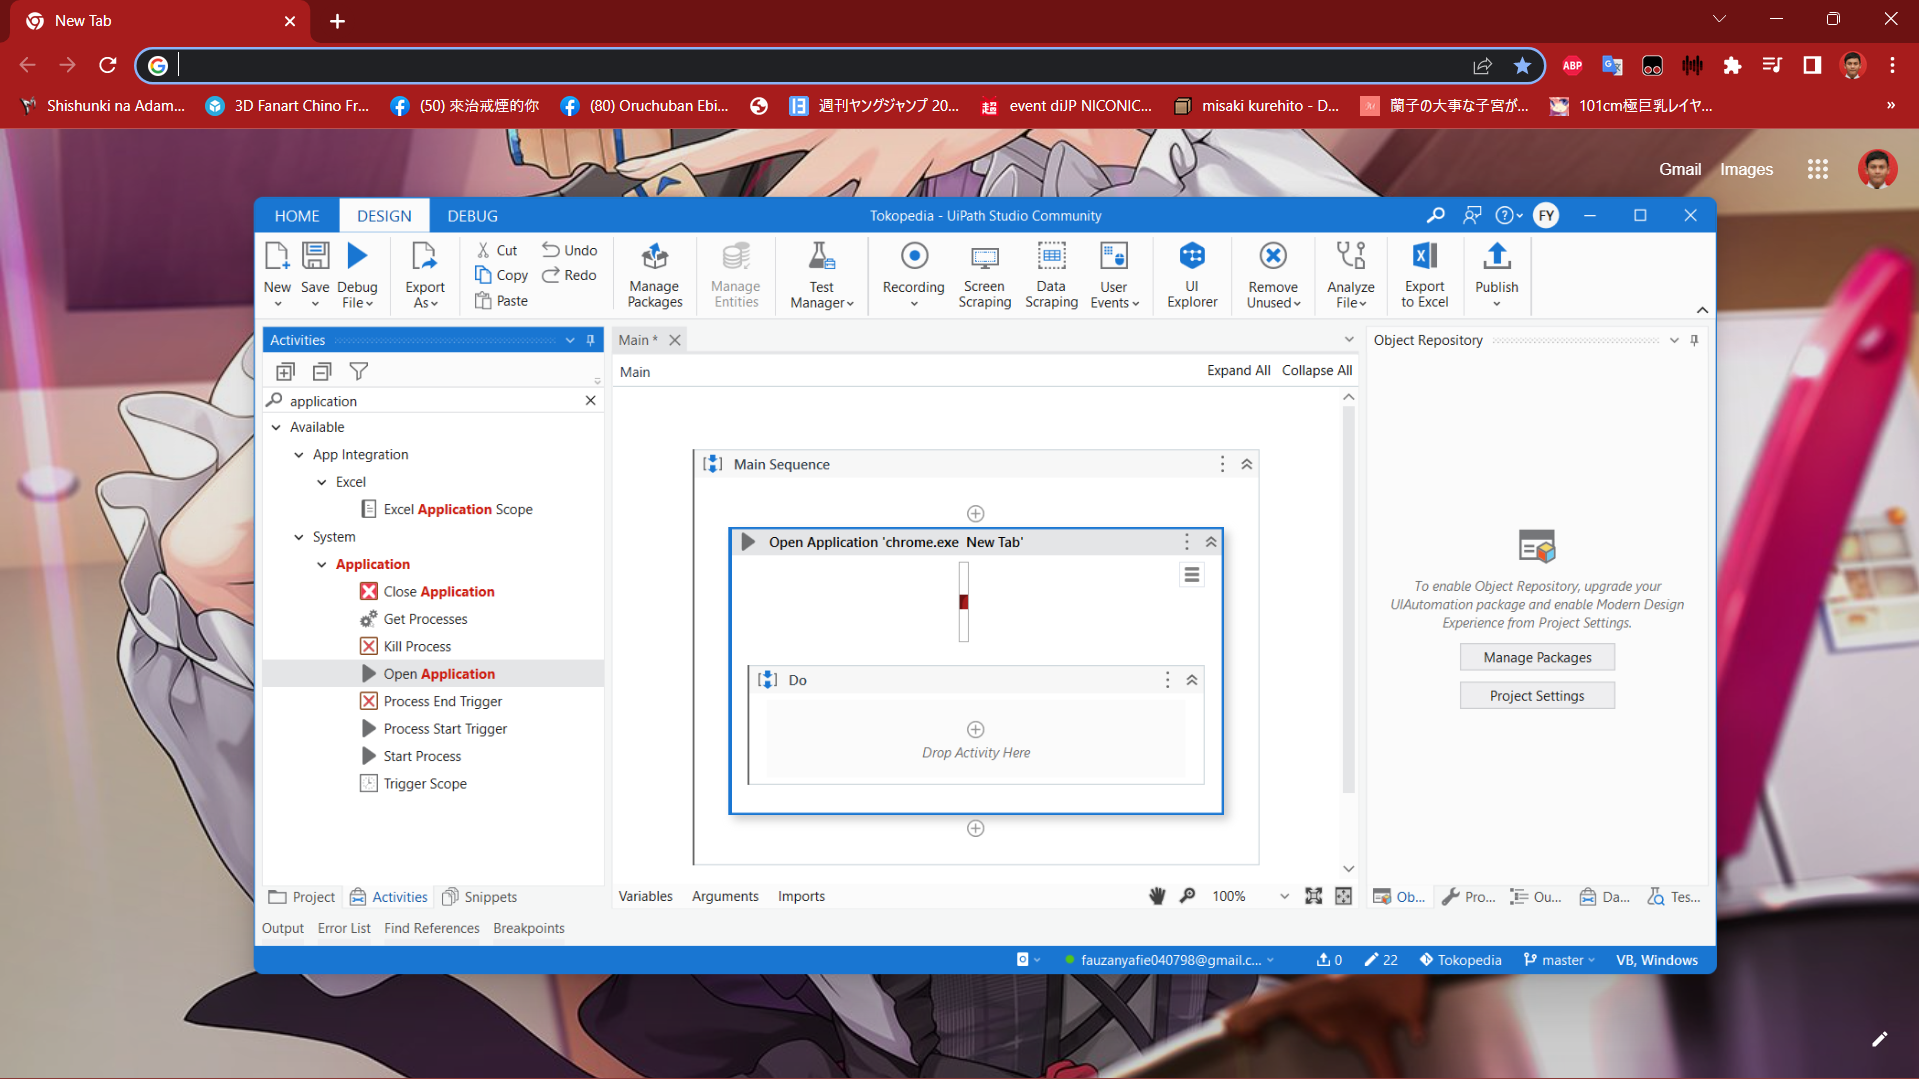 New Tab
Shishunki na Adam...
3D Fanart Chino Fr...
(50) 來治戒煙的你
(80) Oruchuban Ebi...
週刊ヤングジャンプ 20...
event diJP NICONIC...
misaki kurehito - D...
蘭子の大事な子宮が...
101cm極巨乳レイヤ...
»
ABP
Gmail Images
HOME DESIGN DEBUG
Tokopedia - UiPath Studio Community
FY
New
Save
Debug File
Export As
Cut
Copy
Paste
Undo
Redo
Manage Packages
Manage Entities
Test Manager
Recording
Screen Scraping
Data Scraping
User Events
UI Explorer
Remove Unused
Analyze File
Export to Excel
Publish
Activities
application
Available
App Integration
Excel
Excel Application Scope
System
Application
Close Application
Get Processes
Kill Process
Open Application
Process End Trigger
Process Start Trigger
Start Process
Trigger Scope
Project Activities Snippets
Main *
Main
Expand All Collapse All
Main Sequence
Open Application 'chrome.exe New Tab'
Do
Drop Activity Here
Variables Arguments Imports
100%
Object Repository
To enable Object Repository, upgrade your
UIAutomation package and enable Modern Design
Experience from Project Settings.
Manage Packages
Project Settings
Ob... Pro... Ou... Da... Tes...
Output Error List Find References Breakpoints
fauzanyafie040798@gmail.c...
0
22
Tokopedia
master
VB, Windows